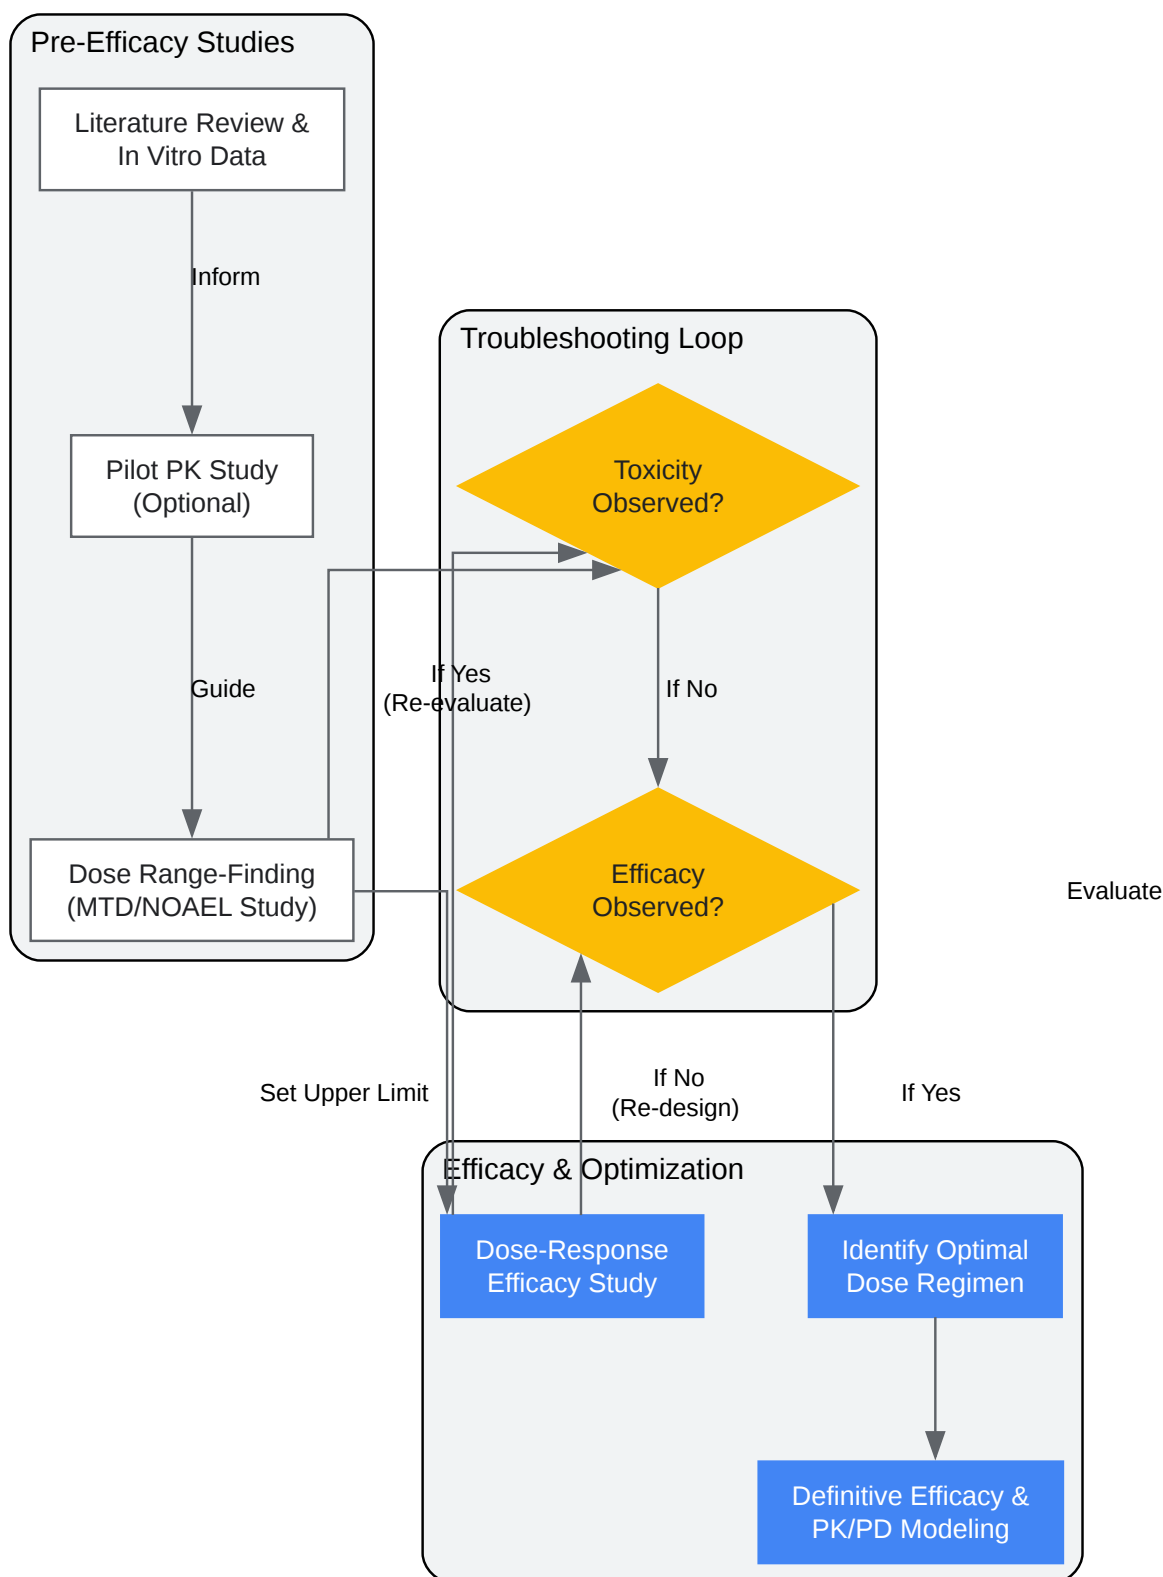 Pre-Efficacy Studies
Literature Review &
In Vitro Data
Inform
Troubleshooting Loop
Toxicity
Observed?
Pilot PK Study
(Optional)
If Yes
(Re-evaluate)
Guide
If No
Dose Range-Finding
(MTD/NOAEL Study)
Efficacy
Observed?
Evaluate
Set Upper Limit
If No
(Re-design)
If Yes
Efficacy & Optimization
Dose-Response
Efficacy Study
Identify Optimal
Dose Regimen
Definitive Efficacy &
PK/PD Modeling